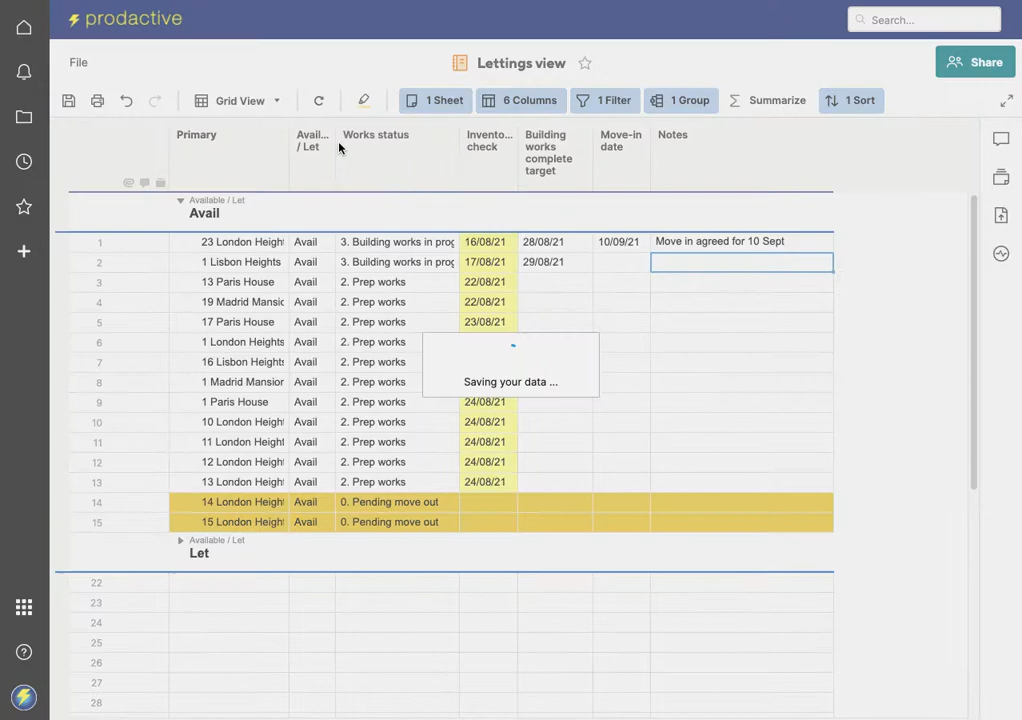 prodactive
Search...
File
Lettings view
Share
Grid View
1 Sheet
6 Columns
1 Filter
1 Group
Summarize
1 Sort
Primary
Avail... / Let
Works status
Invento... check
Building works complete target
Move-in date
Notes
Available / Let
Avail
1 23 London Height Avail 3. Building works in prog 16/08/21 28/08/21 10/09/21 Move in agreed for 10 Sept
2 1 Lisbon Heights Avail 3. Building works in prog 17/08/21 29/08/21
3 13 Paris House Avail 2. Prep works 22/08/21
4 19 Madrid Mansic Avail 2. Prep works 22/08/21
5 17 Paris House Avail 2. Prep works 23/08/21
6 1 London Heights Avail 2. Prep works
7 16 Lisbon Heights Avail 2. Prep works
8 1 Madrid Mansior Avail 2. Prep works
Saving your data ...
9 1 Paris House Avail 2. Prep works 24/08/21
10 10 London Height Avail 2. Prep works 24/08/21
11 11 London Height Avail 2. Prep works 24/08/21
12 12 London Height Avail 2. Prep works 24/08/21
13 13 London Height Avail 2. Prep works 24/08/21
14 14 London Height Avail 0. Pending move out
15 15 London Height Avail 0. Pending move out
Available / Let
Let
22
23
24
25
26
27
28